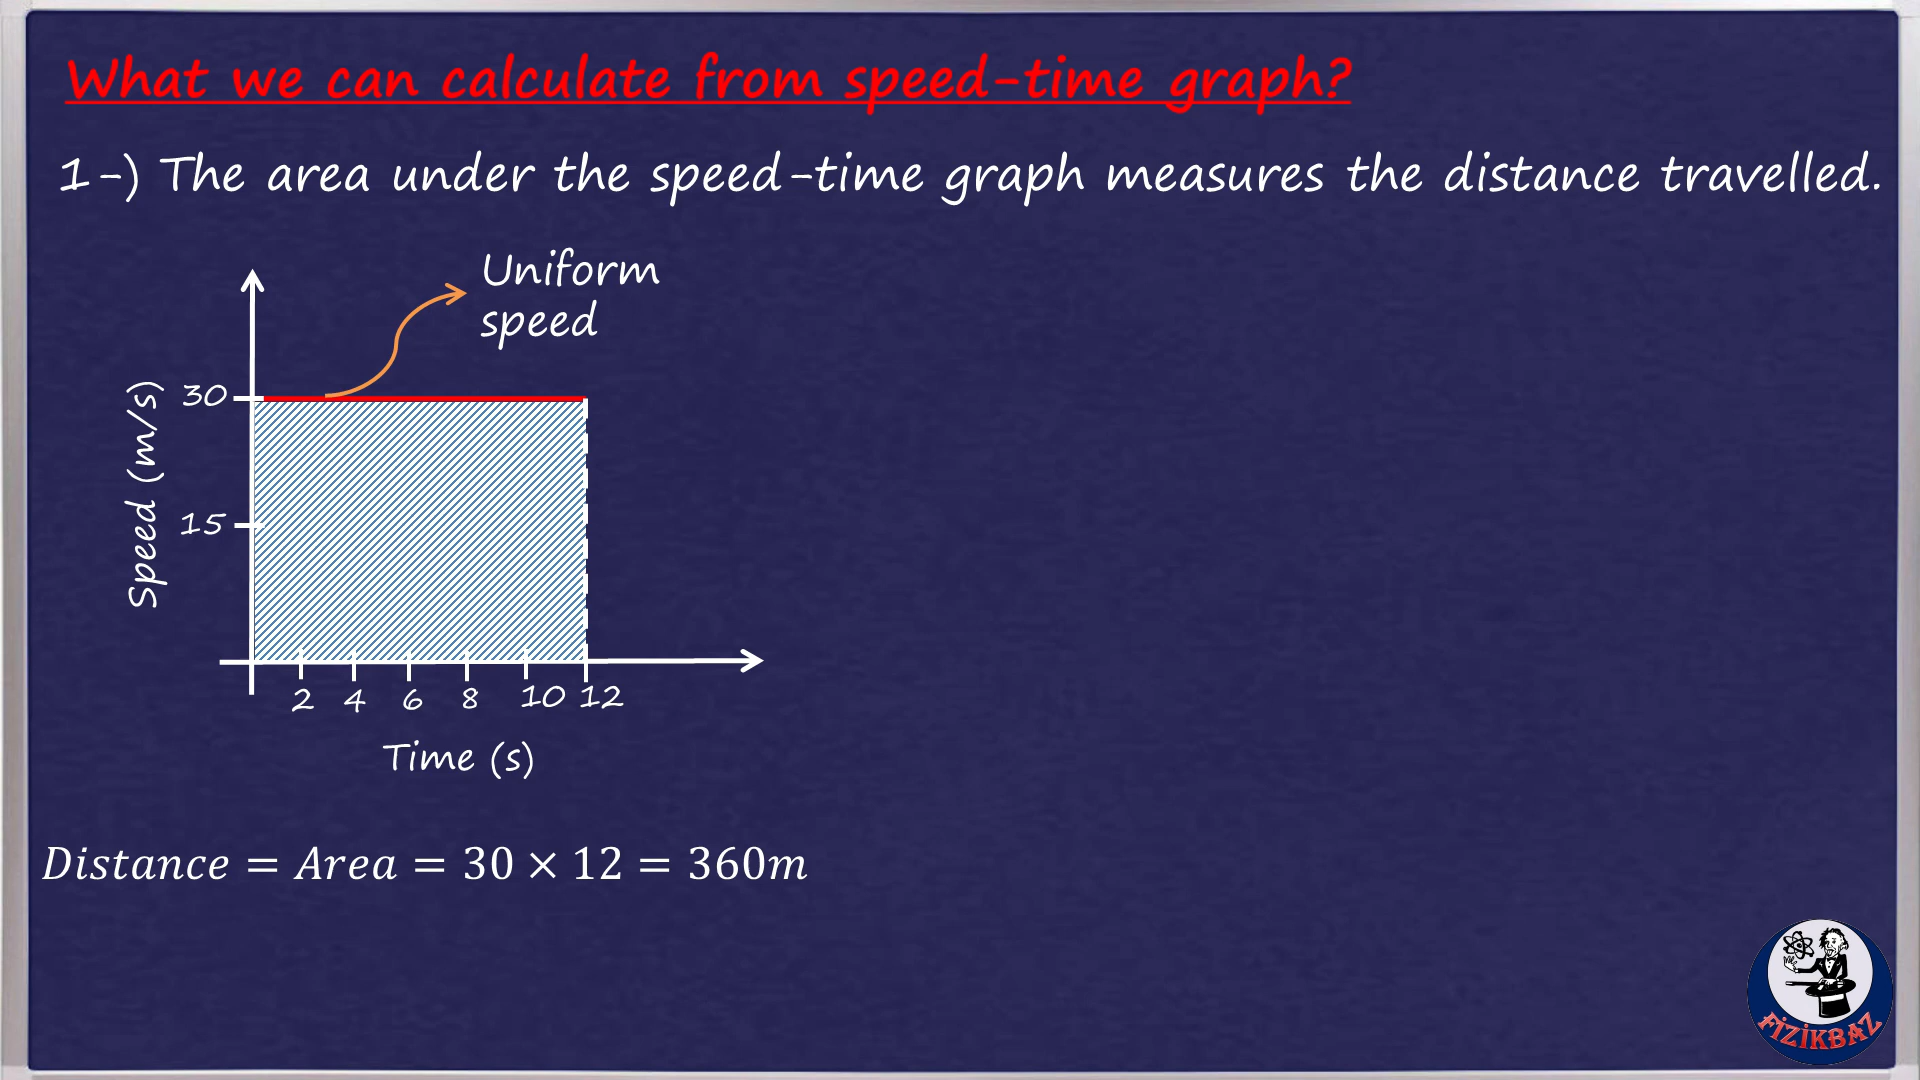 What we can calculate from speed-time graph?
1-) The area under the speed-time graph measures the distance travelled.
Uniform
speed
Speed (m/s)
30
15
2 4 6 8 10 12
Time (s)
Distance = Area = 30 × 12 = 360m
FİZİKBAZ